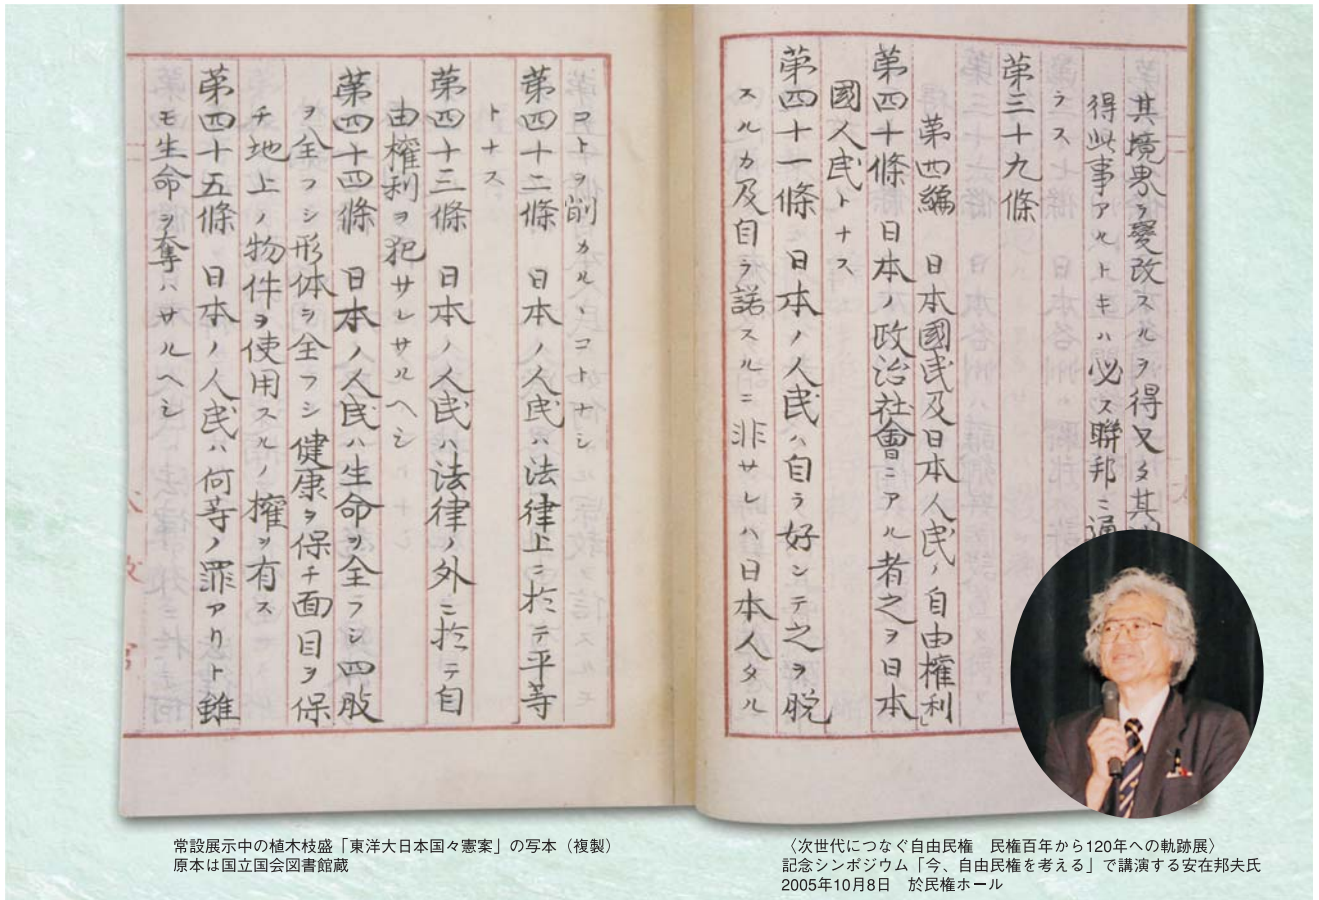 其境界ヲ變改スルヲ得又タ其
得此事アルトキハ必ス聯邦ニ通
ラス
第三十九條
第四編 日本國民及日本人民ノ自由權利
第四十條 日本ノ政治社會ニアル者之ヲ日本
國人民トナス
第四十一條 日本ノ人民ハ自ラ好ンテ之ヲ脱
スルカ及自ラ諾スルニ非サレハ日本人タル
コトヲ削カルヽコトナシ
第四十二條 日本ノ人民ハ法律上ニ於テ平等
トナス
第四十三條 日本ノ人民ハ法律ノ外ニ於テ自
由權利ヲ犯サレサルヘシ
第四十四條 日本ノ人民ハ生命ヲ全フシ四肢
ヲ全フシ形体ヲ全フシ健康ヲ保チ面目ヲ保
チ地上ノ物件ヲ使用スルノ權ヲ有ス
第四十五條 日本ノ人民ハ何等ノ罪アリト雖
モ生命ヲ奪ハサルヘシ
常設展示中の植木枝盛「東洋大日本国々憲案」の写本（複製）
原本は国立国会図書館蔵
〈次世代につなぐ自由民権 民権百年から120年への軌跡展〉
記念シンポジウム「今、自由民権を考える」で講演する安在邦夫氏
2005年10月8日 於民権ホール